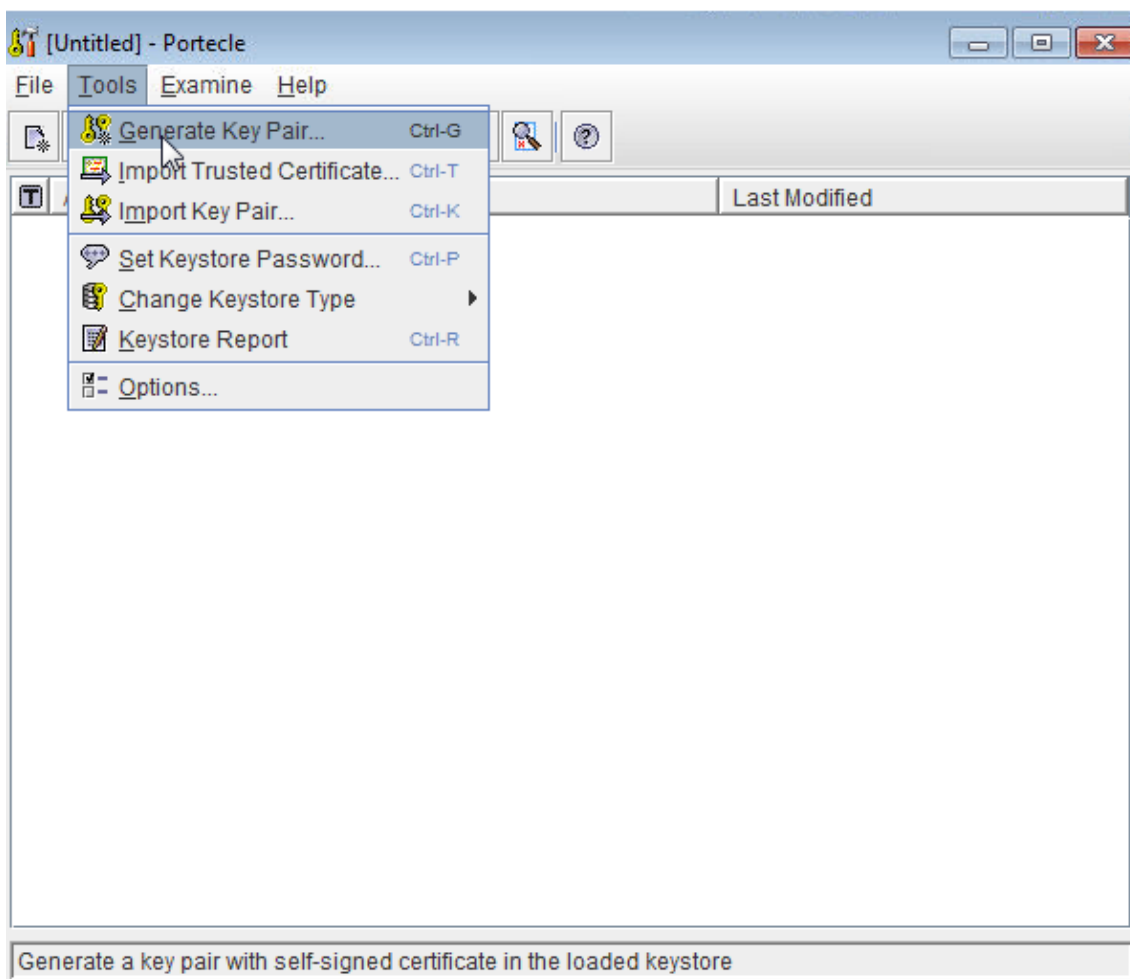 [Untitled] - Portecle
File Tools Examine Help
Generate Key Pair... Ctrl-G
Import Trusted Certificate... Ctrl-T
Import Key Pair... Ctrl-K
Set Keystore Password... Ctrl-P
Change Keystore Type
Keystore Report Ctrl-R
Options...
T Last Modified
Generate a key pair with self-signed certificate in the loaded keystore